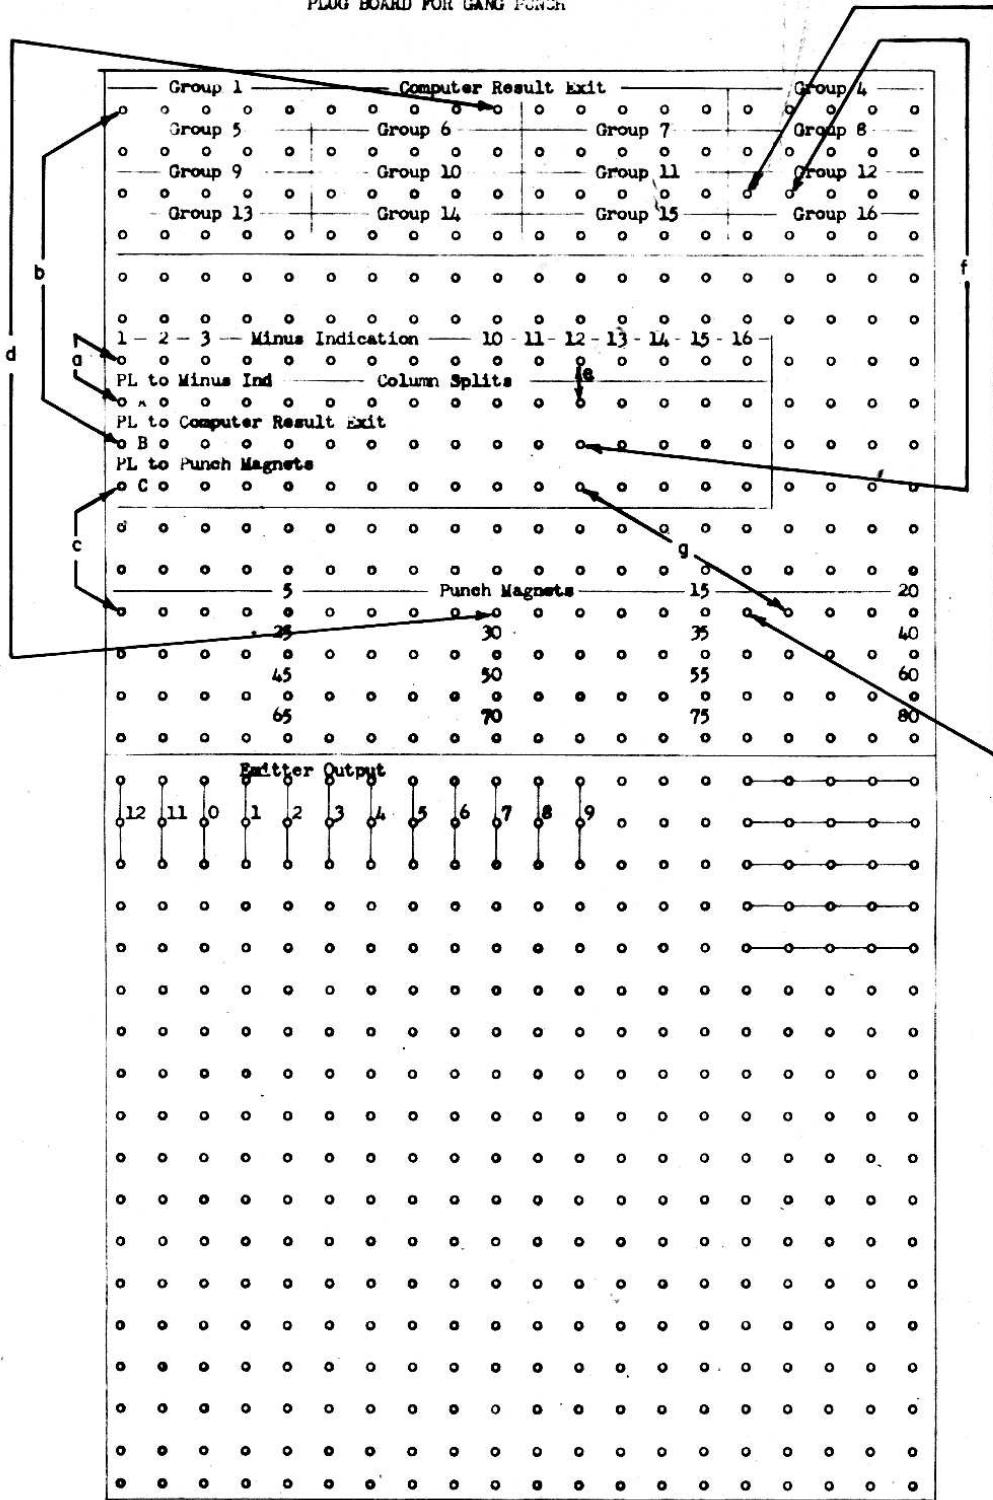 PLUG BOARD FOR GANG PUNCH
Group 1 Computer Result Exit Group 4
Group 5 Group 6 Group 7 Group 8
Group 9 Group 10 Group 11 Group 12
Group 13 Group 14 Group 15 Group 16
b
f
1 - 2 - 3 — Minus Indication — 10 - 11 - 12 - 13 - 14 - 15 - 16
d
a
PL to Minus Ind Column Splits e
A
PL to Computer Result Exit
B
PL to Punch Magnets
C
c
g
5 Punch Magnets 15 20
25 30 35 40
45 50 55 60
65 70 75 80
Emitter Output
12 11 0 1 2 3 4 5 6 7 8 9